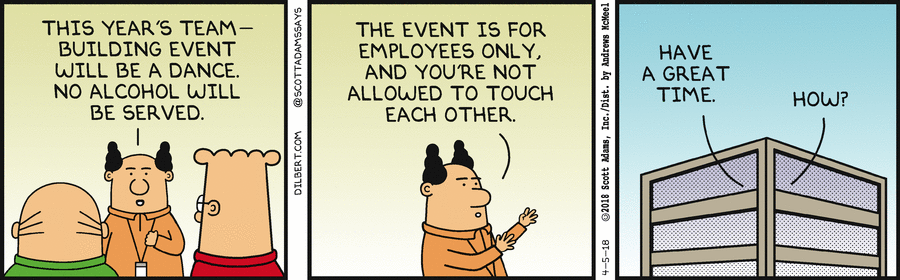 THIS YEAR'S TEAM-
BUILDING EVENT
WILL BE A DANCE.
NO ALCOHOL WILL
BE SERVED.
DILBERT.COM @SCOTTADAMSSAYS
THE EVENT IS FOR
EMPLOYEES ONLY,
AND YOU'RE NOT
ALLOWED TO TOUCH
EACH OTHER.
4-5-18 ©2018 Scott Adams, Inc./Dist. by Andrews McMeel
HAVE
A GREAT
TIME.
HOW?